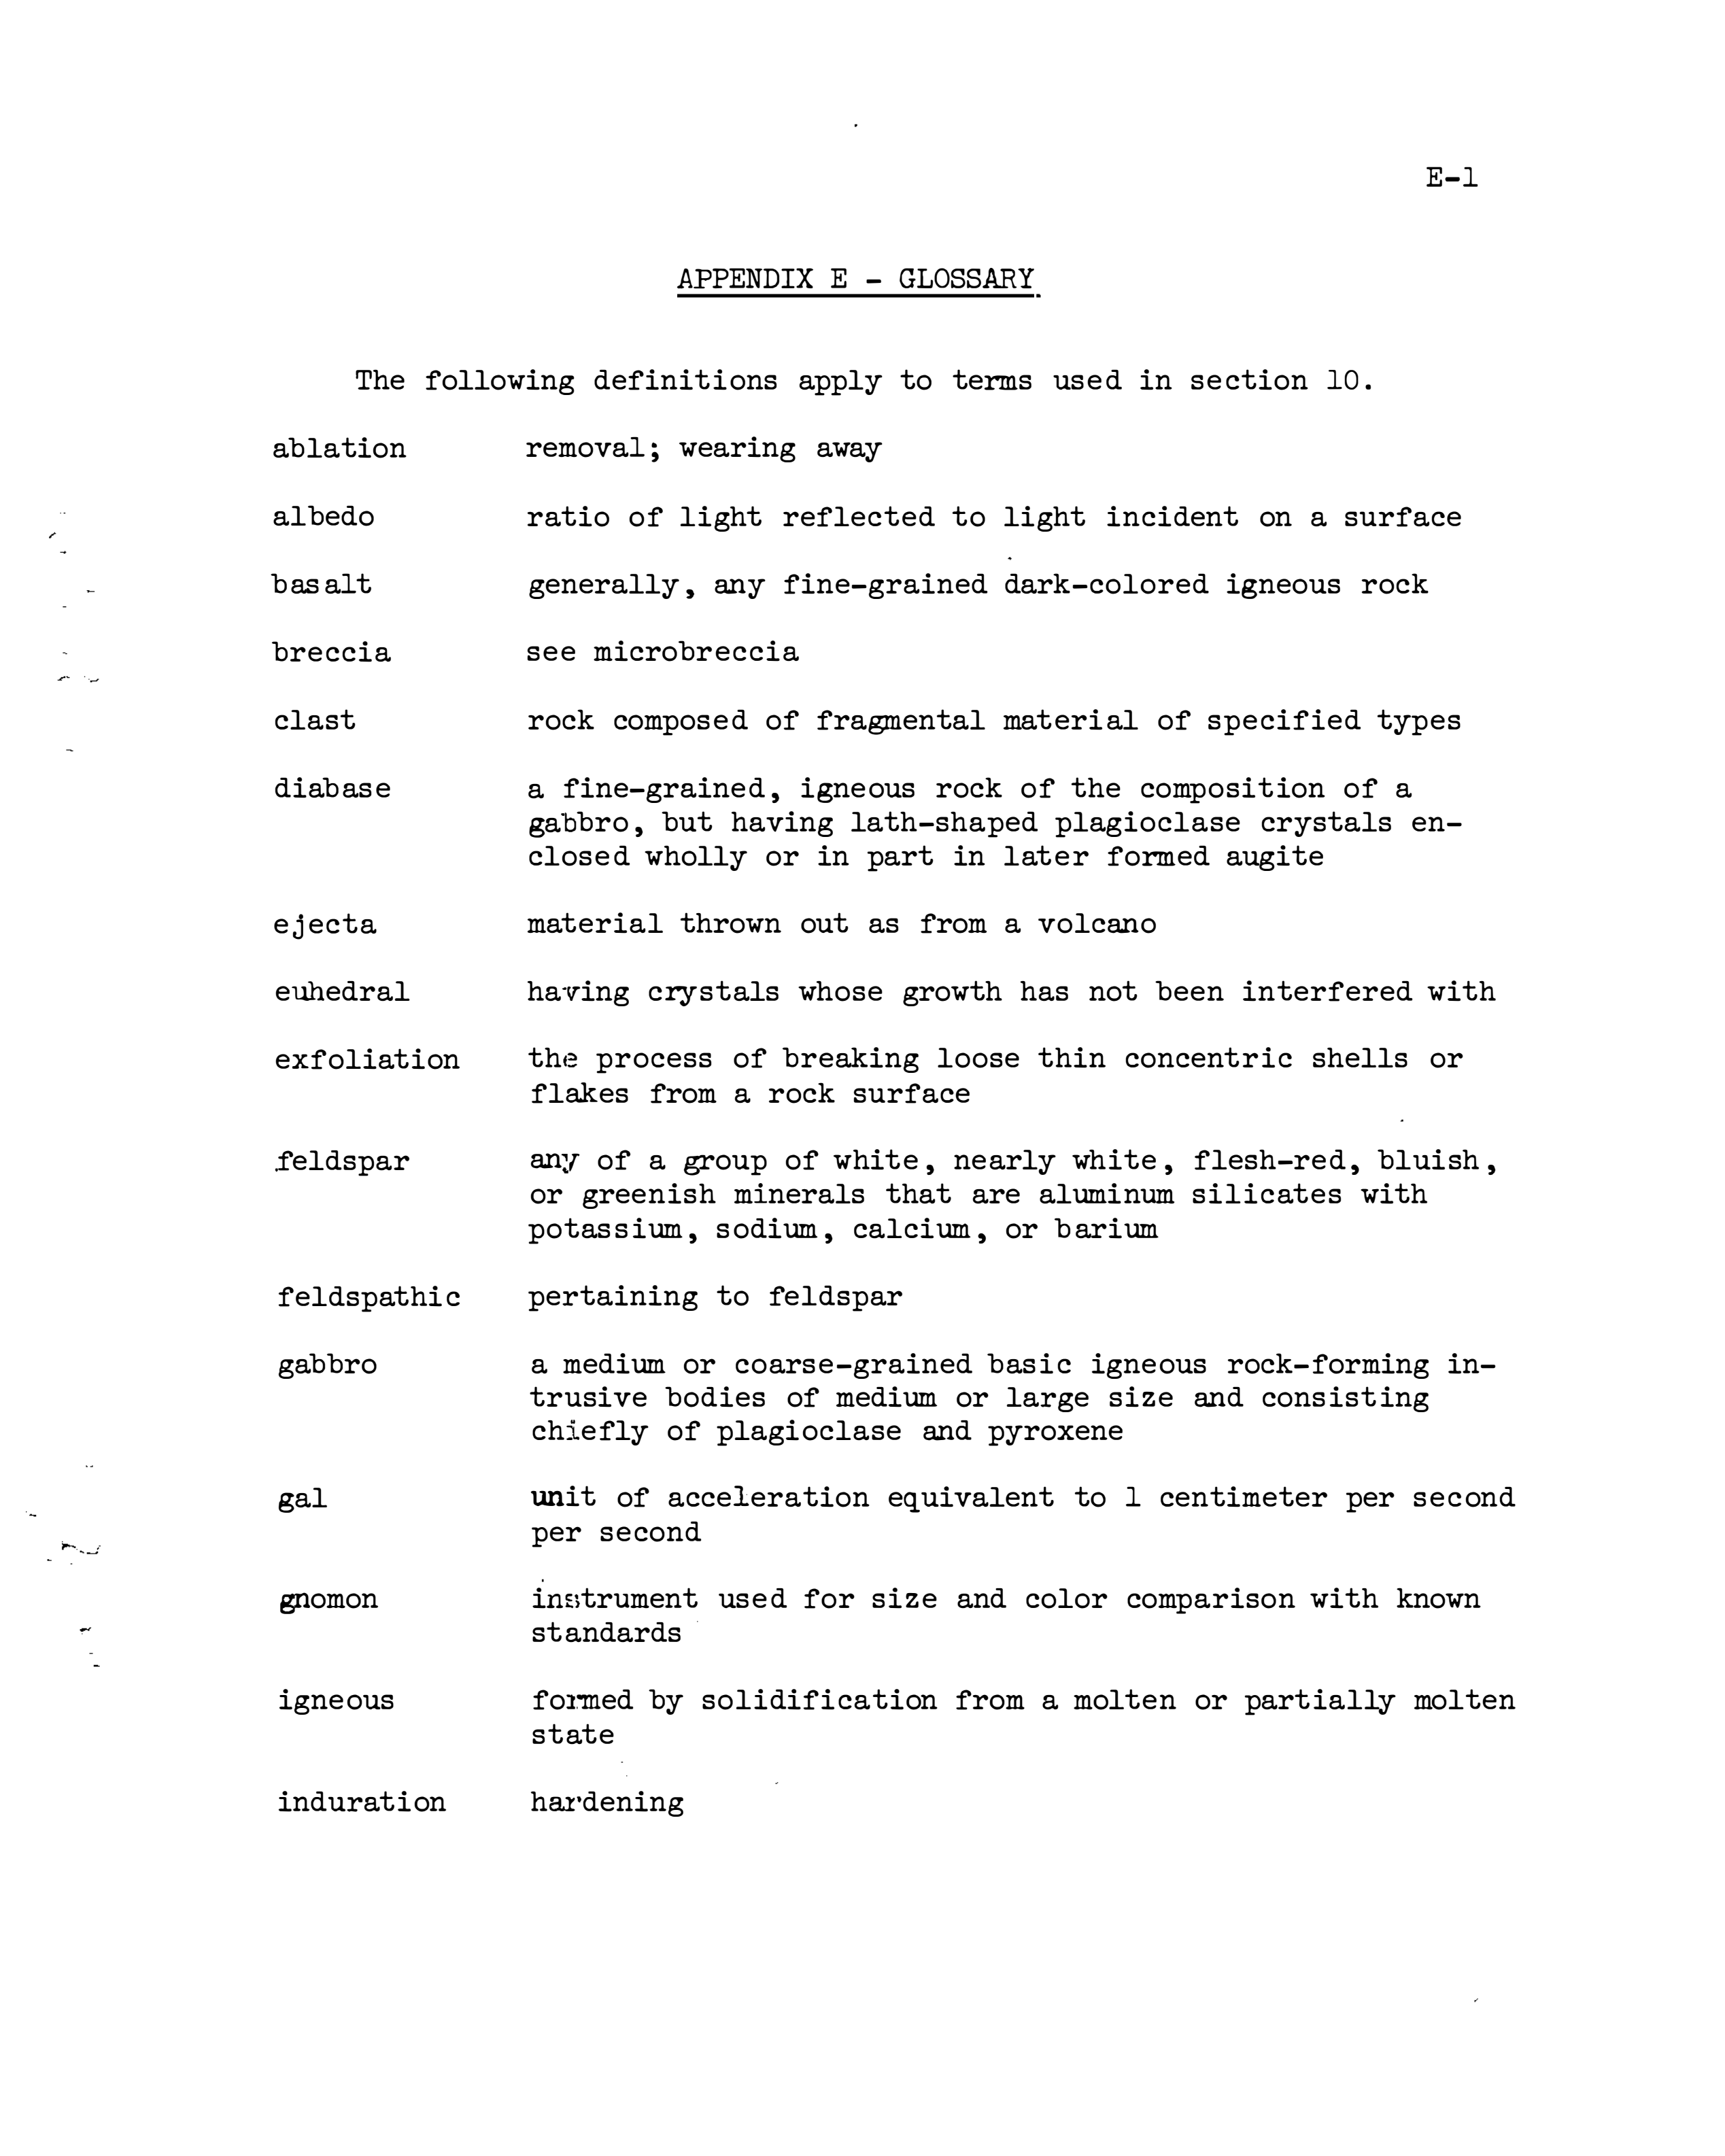 E-1
APPENDIX E - GLOSSARY
The following definitions apply to terms used in section 10.
ablation removal; wearing away
albedo ratio of light reflected to light incident on a surface
basalt generally, any fine-grained dark-colored igneous rock
breccia see microbreccia
clast rock composed of fragmental material of specified types
diabase a fine-grained, igneous rock of the composition of a
gabbro, but having lath-shaped plagioclase crystals en-
closed wholly or in part in later formed augite
ejecta material thrown out as from a volcano
euhedral having crystals whose growth has not been interfered with
exfoliation the process of breaking loose thin concentric shells or
flakes from a rock surface
feldspar any of a group of white, nearly white, flesh-red, bluish,
or greenish minerals that are aluminum silicates with
potassium, sodium, calcium, or barium
feldspathic pertaining to feldspar
gabbro a medium or coarse-grained basic igneous rock-forming in-
trusive bodies of medium or large size and consisting
chiefly of plagioclase and pyroxene
gal unit of acceleration equivalent to 1 centimeter per second
per second
gnomon instrument used for size and color comparison with known
standards
igneous formed by solidification from a molten or partially molten
state
induration hardening